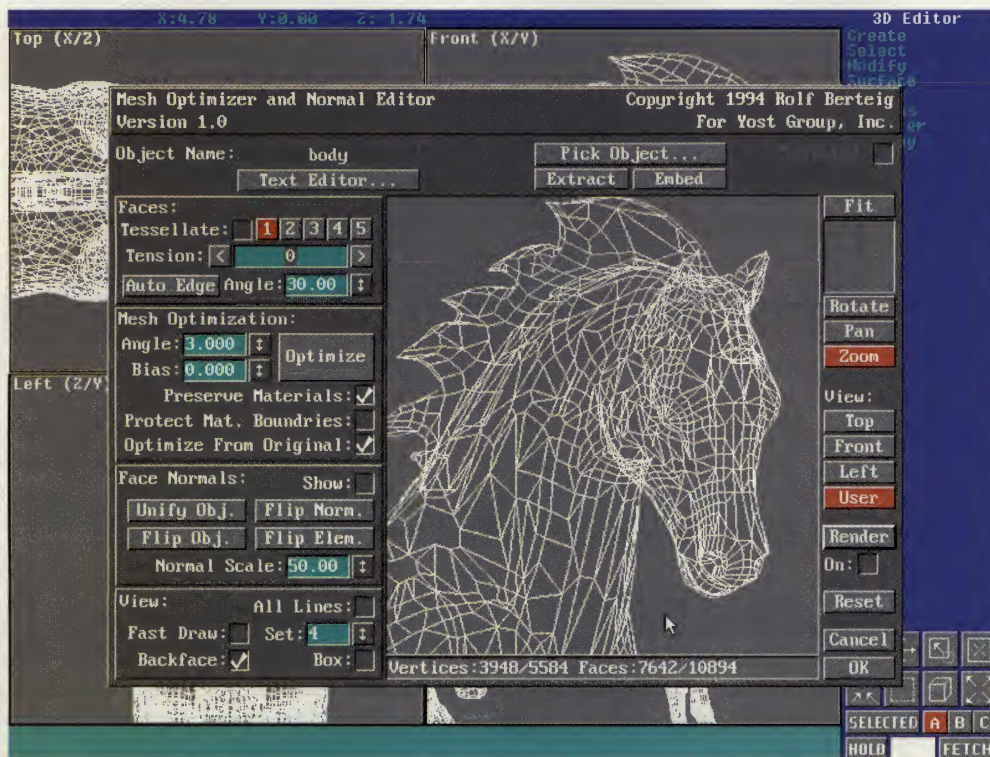 X:4.78 Y:0.00 Z: 1.74
3D Editor
Top (X/Z)
Front (X/Y)
Create
Select
Modify
Surface
Mesh Optimizer and Normal Editor
Version 1.0
Copyright 1994 Rolf Berteig
For Yost Group, Inc.
Object Name: body
Pick Object...
Text Editor...
Extract Embed
Faces:
Tessellate: 1 2 3 4 5
Tension: < 0 >
Auto Edge Angle: 30.00
Mesh Optimization:
Angle: 3.000
Optimize
Bias: 0.000
Preserve Materials:
Protect Mat. Boundries:
Optimize From Original:
Face Normals: Show:
Unify Obj. Flip Norm.
Flip Obj. Flip Elem.
Normal Scale: 50.00
View: All Lines:
Fast Draw: Set: 4
Backface: Box:
Vertices:3948/5584 Faces:7642/10894
Fit
Rotate
Pan
Zoom
View:
Top
Front
Left
User
Render
On:
Reset
Cancel
OK
Left (Z/Y)
SELECTED A B C
HOLD FETCH